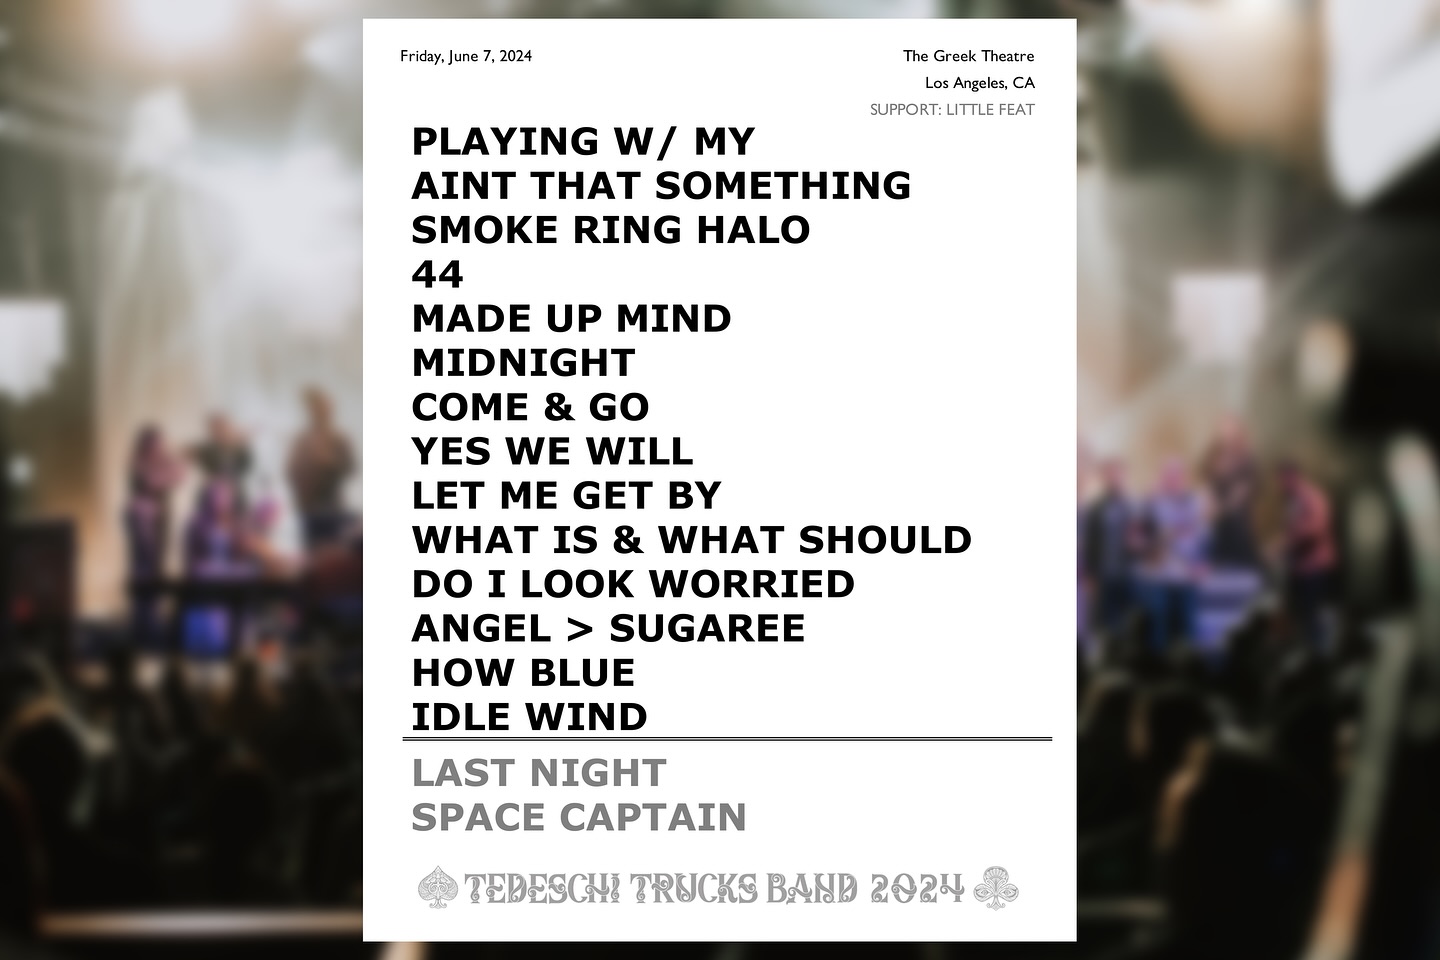 Friday, June 7, 2024
The Greek Theatre
Los Angeles, CA
SUPPORT: LITTLE FEAT
PLAYING W/ MY
AINT THAT SOMETHING
SMOKE RING HALO
44
MADE UP MIND
MIDNIGHT
COME & GO
YES WE WILL
LET ME GET BY
WHAT IS & WHAT SHOULD
DO I LOOK WORRIED
ANGEL > SUGAREE
HOW BLUE
IDLE WIND
LAST NIGHT
SPACE CAPTAIN
TEDESCHI TRUCKS BAND 2024